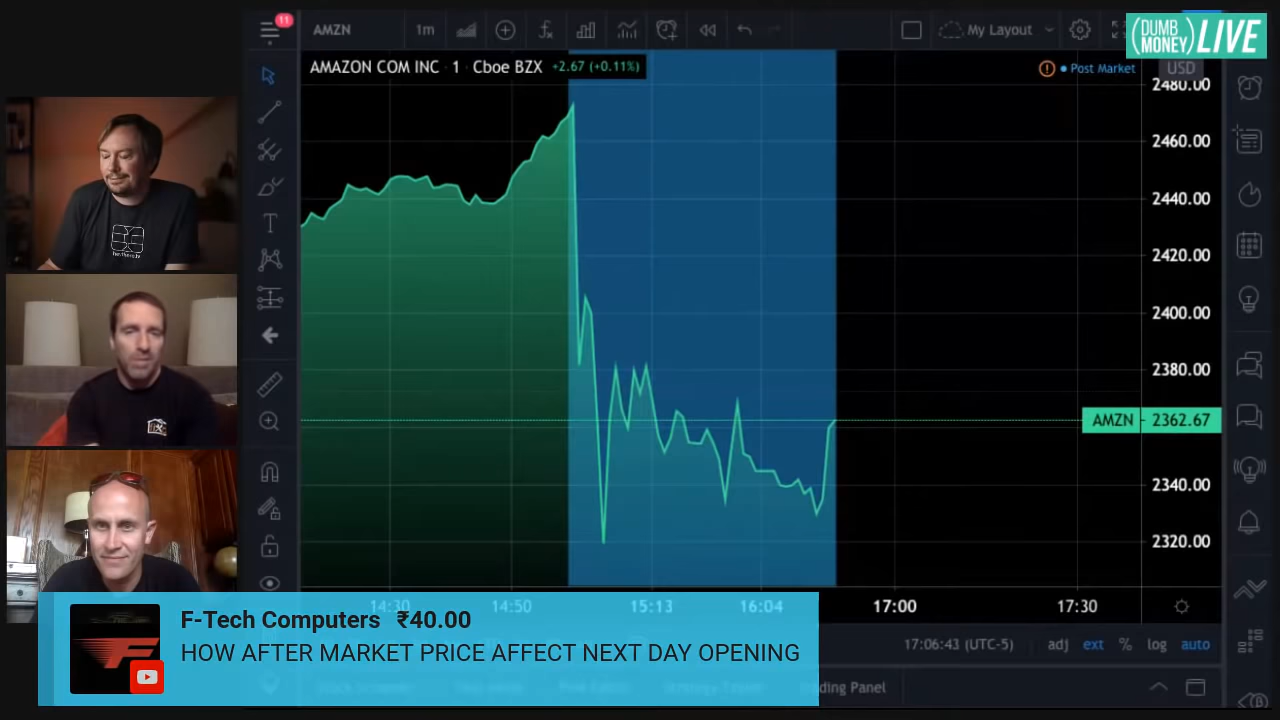 11
AMZN
1m
My Layout
(DUMB MONEY) LIVE
AMAZON COM INC · 1 · Cboe BZX +2.67 (+0.11%)
Post Market
USD
2480.00
2460.00
2440.00
2420.00
2400.00
2380.00
AMZN 2362.67
2340.00
2320.00
14:30 14:50 15:13 16:04 17:00 17:30
F-Tech Computers ₹40.00
HOW AFTER MARKET PRICE AFFECT NEXT DAY OPENING
17:06:43 (UTC-5) adj ext % log auto
Trading Panel